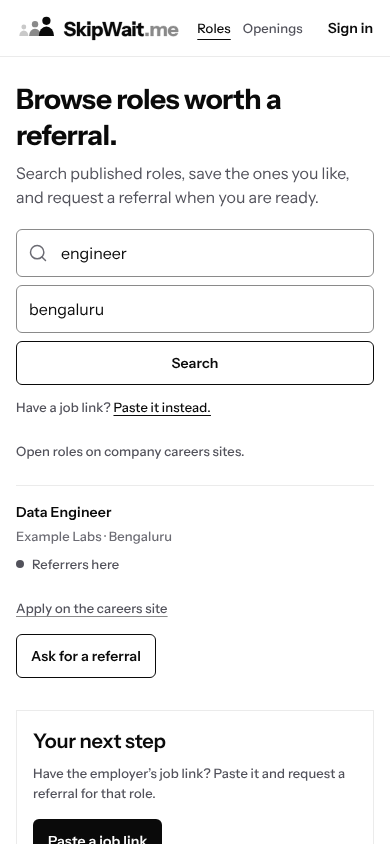 SkipWait.me
Roles
Openings
Sign in
Browse roles worth a
referral.
Search published roles, save the ones you like,
and request a referral when you are ready.
engineer
bengaluru
Search
Have a job link? Paste it instead.
Open roles on company careers sites.
Data Engineer
Example Labs · Bengaluru
Referrers here
Apply on the careers site
Ask for a referral
Your next step
Have the employer’s job link? Paste it and request a
referral for that role.
Paste a job link